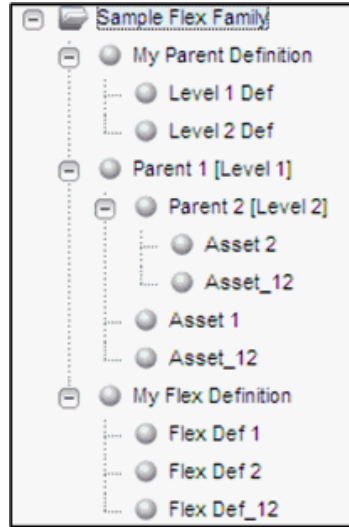 Sample Flex Family
My Parent Definition
Level 1 Def
Level 2 Def
Parent 1 [Level 1]
Parent 2 [Level 2]
Asset 2
Asset_12
Asset 1
Asset_12
My Flex Definition
Flex Def 1
Flex Def 2
Flex Def_12